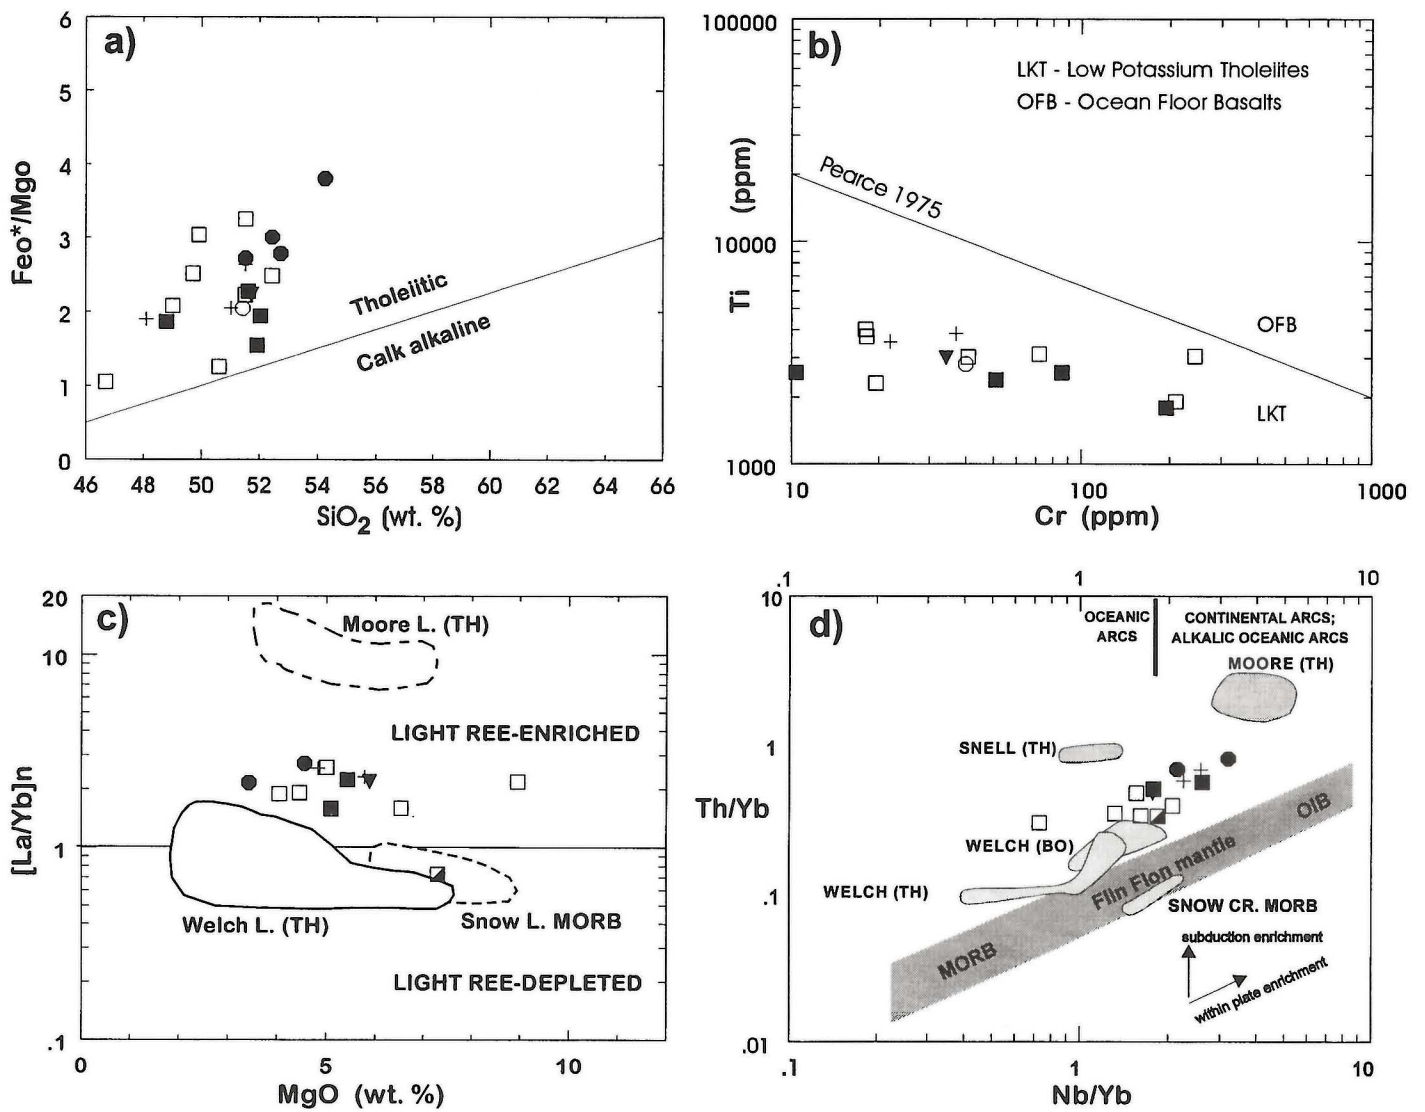 a)
6
5
4
3
2
1
0
Feo*/Mgo
Tholeiitic
Calk alkaline
46 48 50 52 54 56 58 60 62 64 66
SiO2 (wt. %)
b)
100000
10000
1000
Ti (ppm)
LKT - Low Potassium Tholeiites
OFB - Ocean Floor Basalts
Pearce 1975
OFB
LKT
10 100 1000
Cr (ppm)
c)
20
10
1
.1
[La/Yb]n
Moore L. (TH)
LIGHT REE-ENRICHED
Welch L. (TH)
Snow L. MORB
LIGHT REE-DEPLETED
0 5 10
MgO (wt. %)
d)
.1 1 10
10
1
.1
.01
Th/Yb
OCEANIC
ARCS
CONTINENTAL ARCS;
ALKALIC OCEANIC ARCS
MOORE (TH)
SNELL (TH)
OIB
WELCH (BO)
Flin Flon mantle
WELCH (TH)
SNOW CR. MORB
MORB
subduction enrichment
within plate enrichment
.1 1 10
Nb/Yb